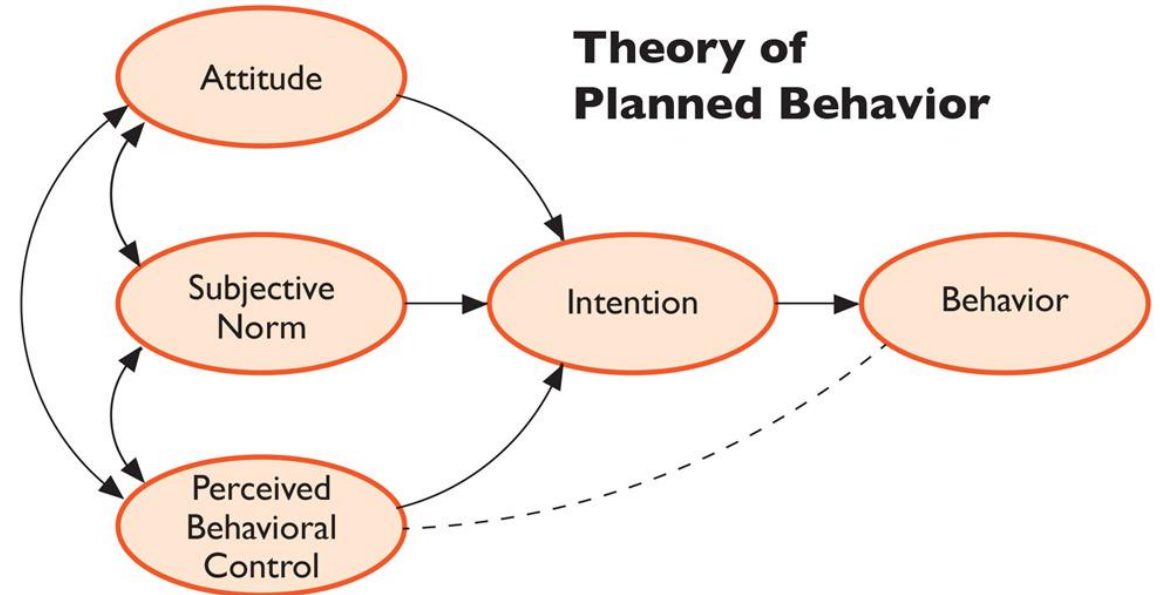 Theory of
Planned Behavior
Attitude
Subjective
Norm
Intention
Behavior
Perceived
Behavioral
Control